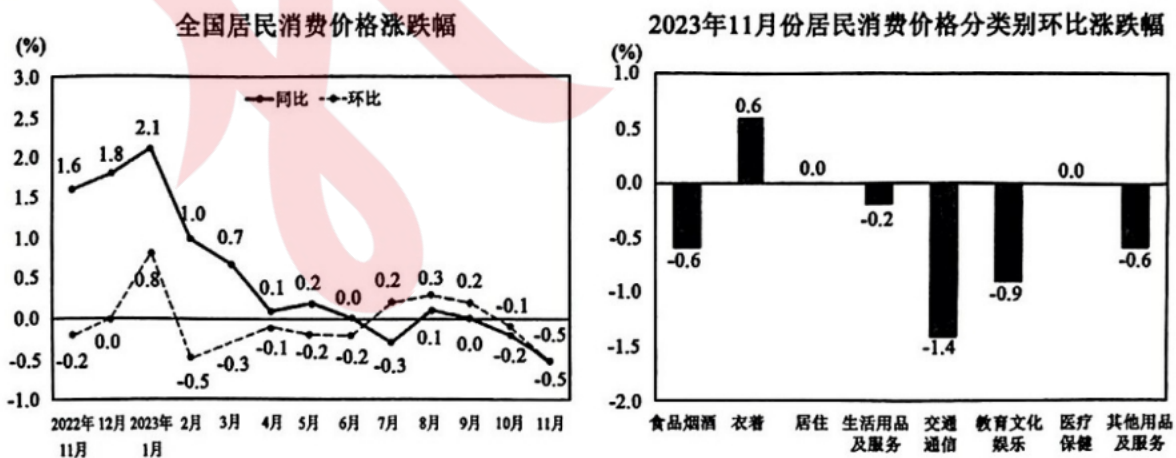 全国居民消费价格涨跌幅
(%)
3.0
2.5
2.0
1.5
1.0
0.5
0.0
-0.5
-1.0
同比
环比
1.6
1.8
2.1
1.0
0.7
0.1
0.2
0.0
-0.3
0.1
0.0
-0.2
-0.5
-0.2
0.0
0.8
-0.5
-0.3
-0.1
-0.2
-0.2
0.2
0.3
0.2
-0.1
-0.5
2022年
11月
12月
2023年
1月
2月
3月
4月
5月
6月
7月
8月
9月
10月
11月
2023年11月份居民消费价格分类别环比涨跌幅
(%)
1.0
0.5
0.0
-0.5
-1.0
-1.5
-2.0
-0.6
0.6
0.0
-0.2
-1.4
-0.9
0.0
-0.6
食品烟酒
衣着
居住
生活用品
及服务
交通
通信
教育文化
娱乐
医疗
保健
其他用品
及服务